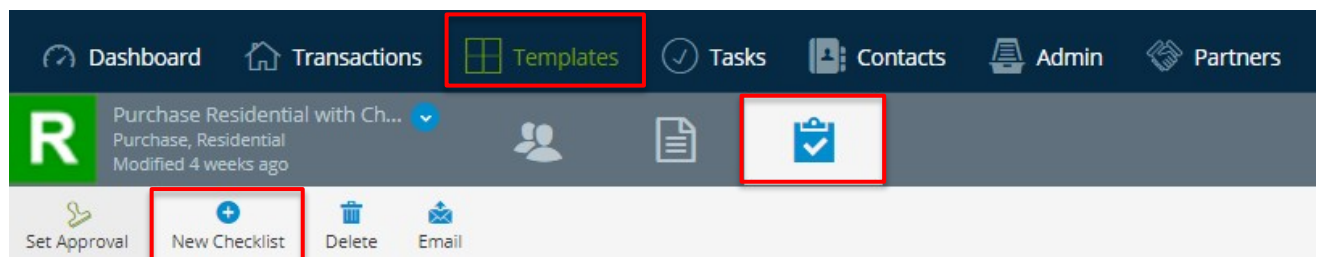 Dashboard Transactions Templates Tasks Contacts Admin Partners
R
Purchase Residential with Ch...
Purchase, Residential
Modified 4 weeks ago
Set Approval New Checklist Delete Email